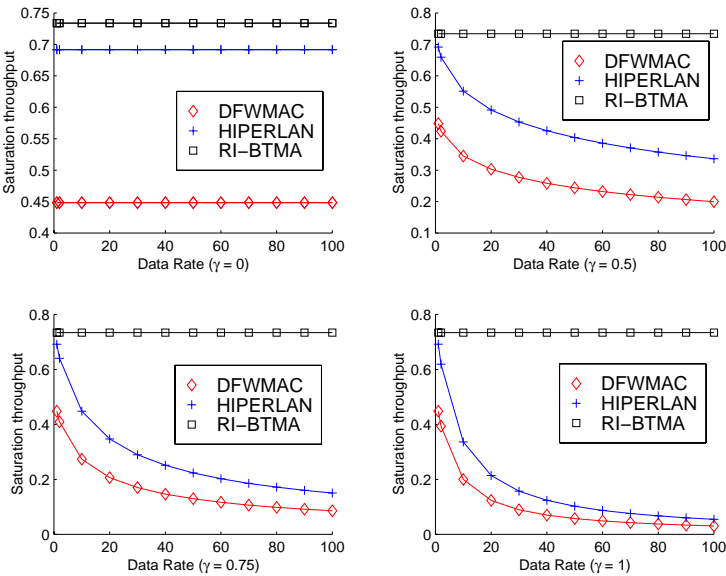 0.75
0.7
0.65
0.6
0.55
0.5
0.45
0.4
Saturation throughput
DFWMAC
HIPERLAN
RI−BTMA
0 20 40 60 80 100
Data Rate (γ = 0)
0.8
0.7
0.6
0.5
0.4
0.3
0.2
0.1
Saturation throughput
DFWMAC
HIPERLAN
RI−BTMA
0 20 40 60 80 100
Data Rate (γ = 0.5)
0.8
0.6
0.4
0.2
0
Saturation throughput
DFWMAC
HIPERLAN
RI−BTMA
0 20 40 60 80 100
Data Rate (γ = 0.75)
0.8
0.6
0.4
0.2
0
Saturation throughput
DFWMAC
HIPERLAN
RI−BTMA
0 20 40 60 80 100
Data Rate (γ = 1)